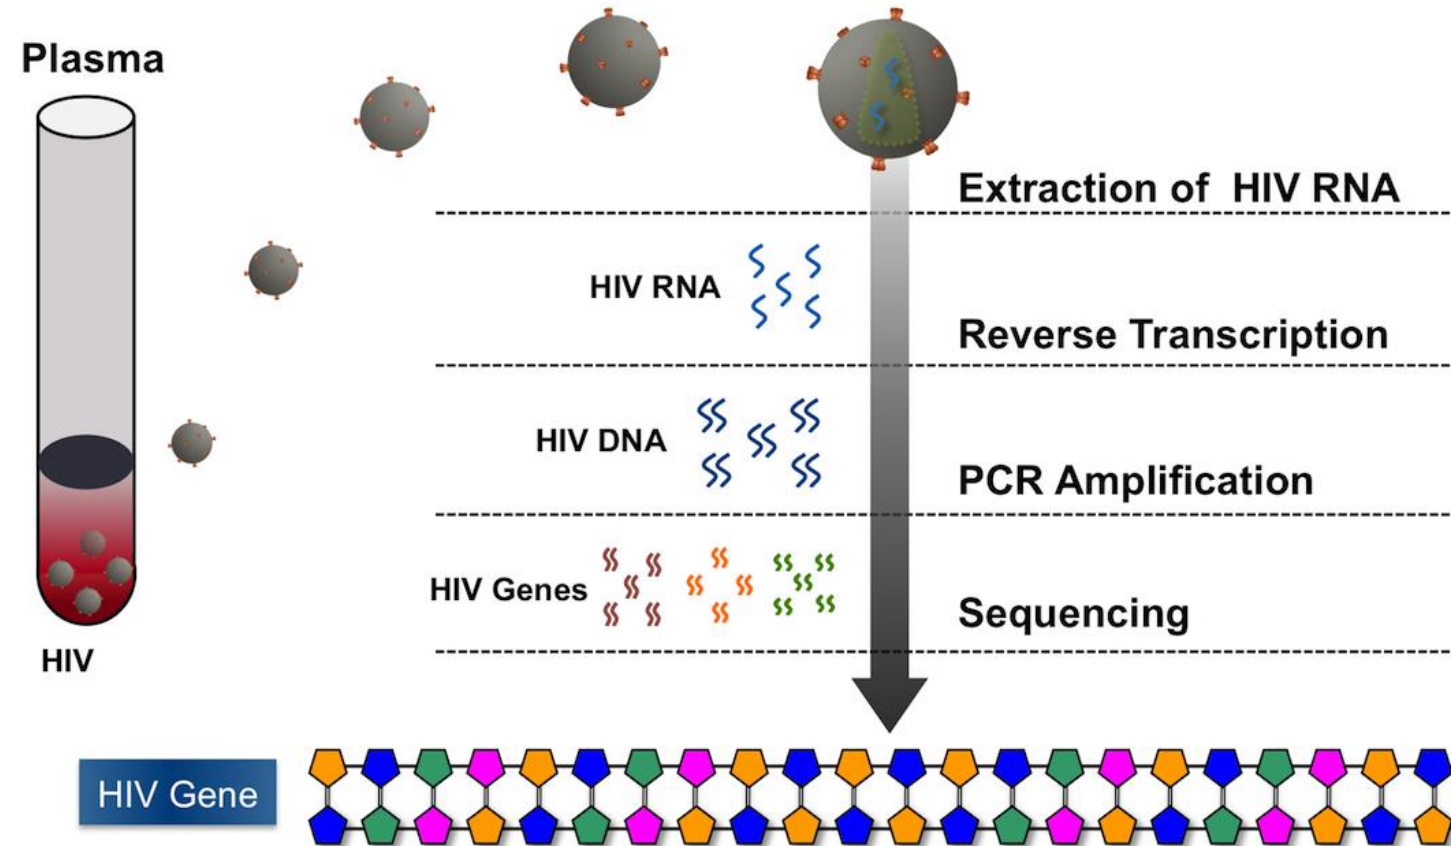 Plasma
Extraction of HIV RNA
HIV RNA
Reverse Transcription
HIV DNA
PCR Amplification
HIV Genes
Sequencing
HIV
HIV Gene